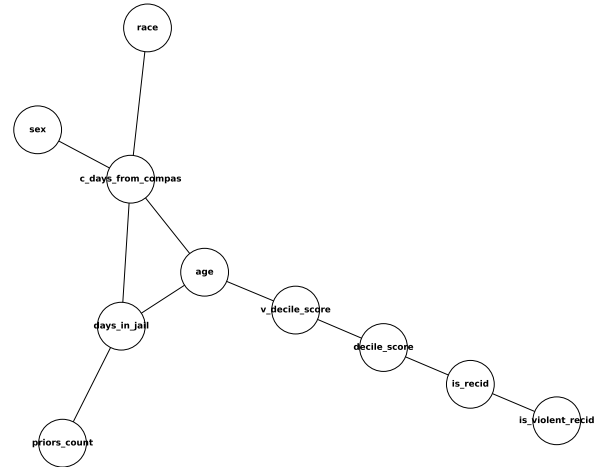 race
sex
c_days_from_compas
age
v_decile_score
days_in_jail
decile_score
is_recid
is_violent_recid
priors_count